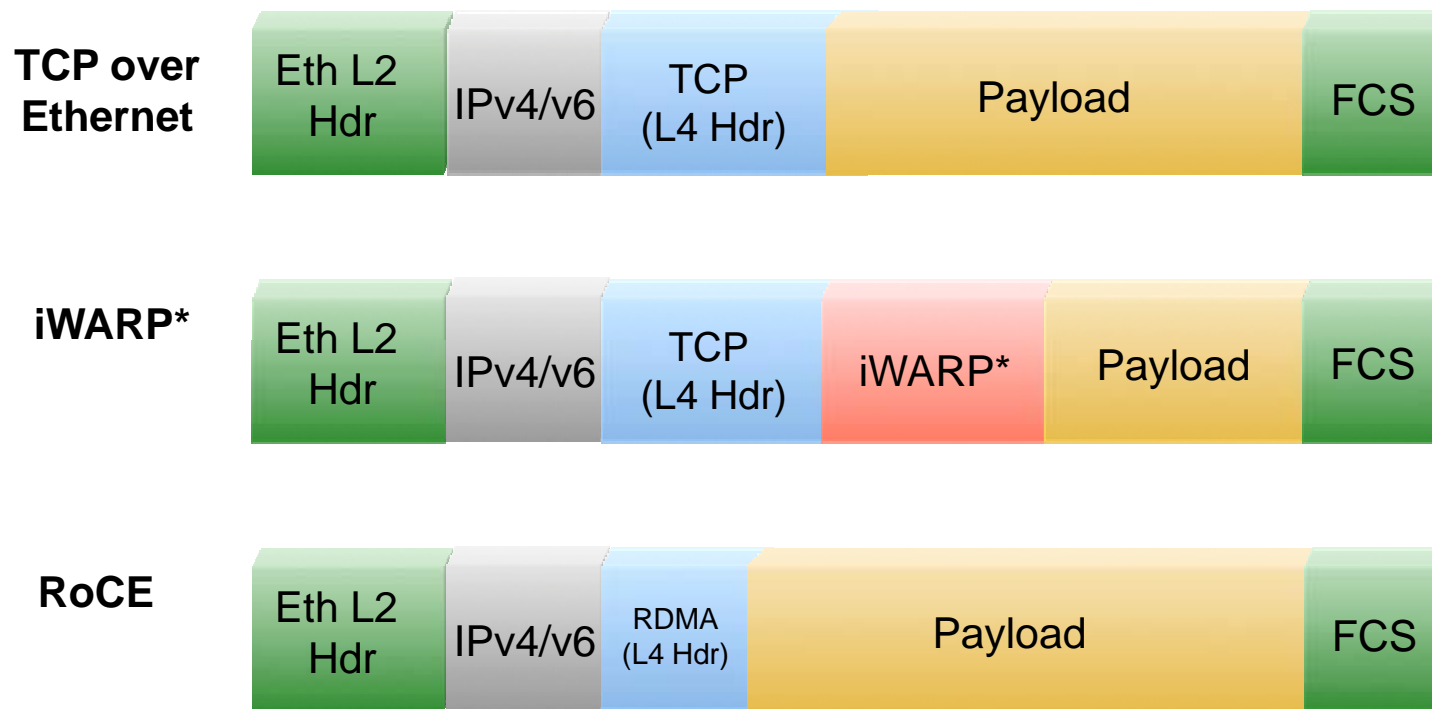 TCP over
Ethernet
Eth L2
Hdr
IPv4/v6
TCP
(L4 Hdr)
Payload
FCS
iWARP*
Eth L2
Hdr
IPv4/v6
TCP
(L4 Hdr)
iWARP*
Payload
FCS
RoCE
Eth L2
Hdr
IPv4/v6
RDMA
(L4 Hdr)
Payload
FCS